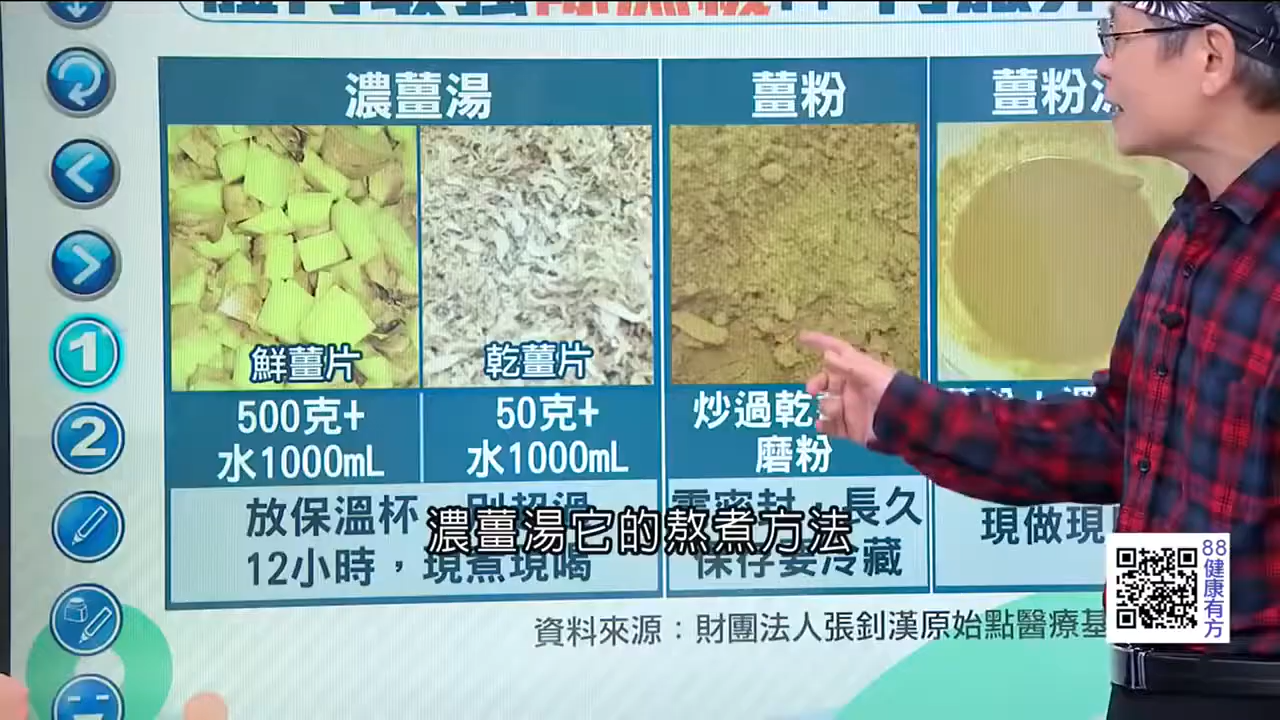 濃薑湯
薑粉
薑粉
鮮薑片
乾薑片
500克+
水1000mL
50克+
水1000mL
炒過乾
磨粉
放保溫杯
12小時，現煮現喝
長久
保存要冷藏
現做現
濃薑湯它的熬煮方法
資料來源：財團法人張釗漢原始點醫療基
1
2
88健康有方